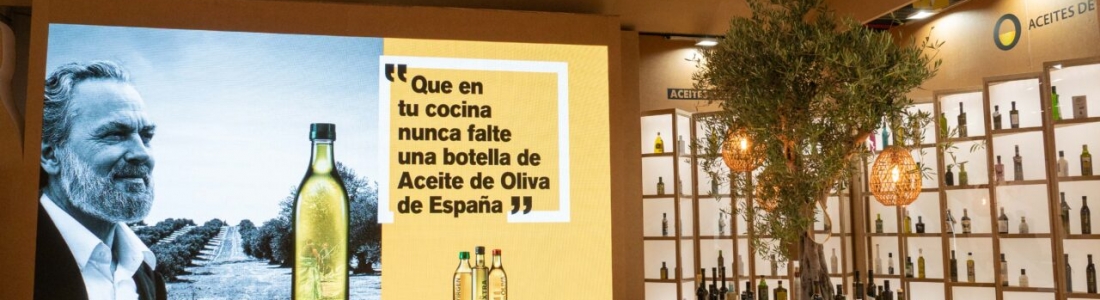 ❜❜ Que en
tu cocina
nunca falte
una botella de
Aceite de Oliva
de España ❜❜
ACEITES
ACEITES DE